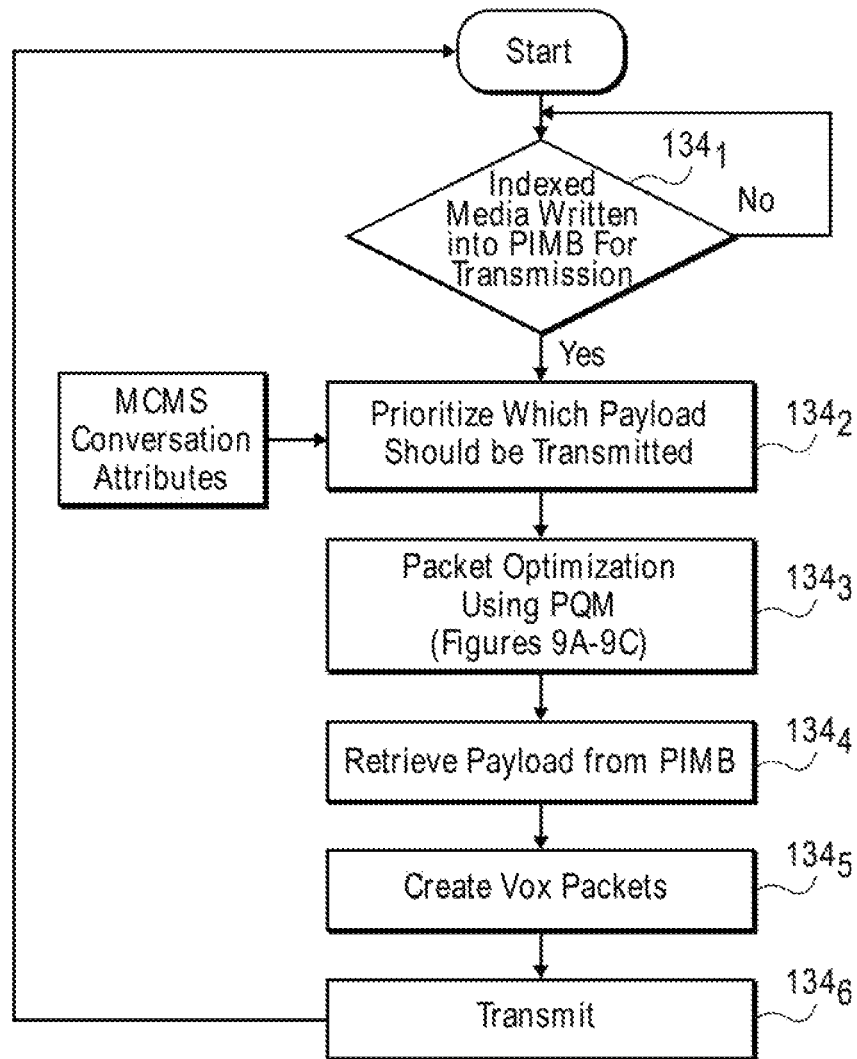 Start
134₁
Indexed
Media Written
into PIMB For
Transmission
No
Yes
MCMS
Conversation
Attributes
Prioritize Which Payload
Should be Transmitted
134₂
Packet Optimization
Using PQM
(Figures 9A-9C)
134₃
Retrieve Payload from PIMB
134₄
Create Vox Packets
134₅
Transmit
134₆